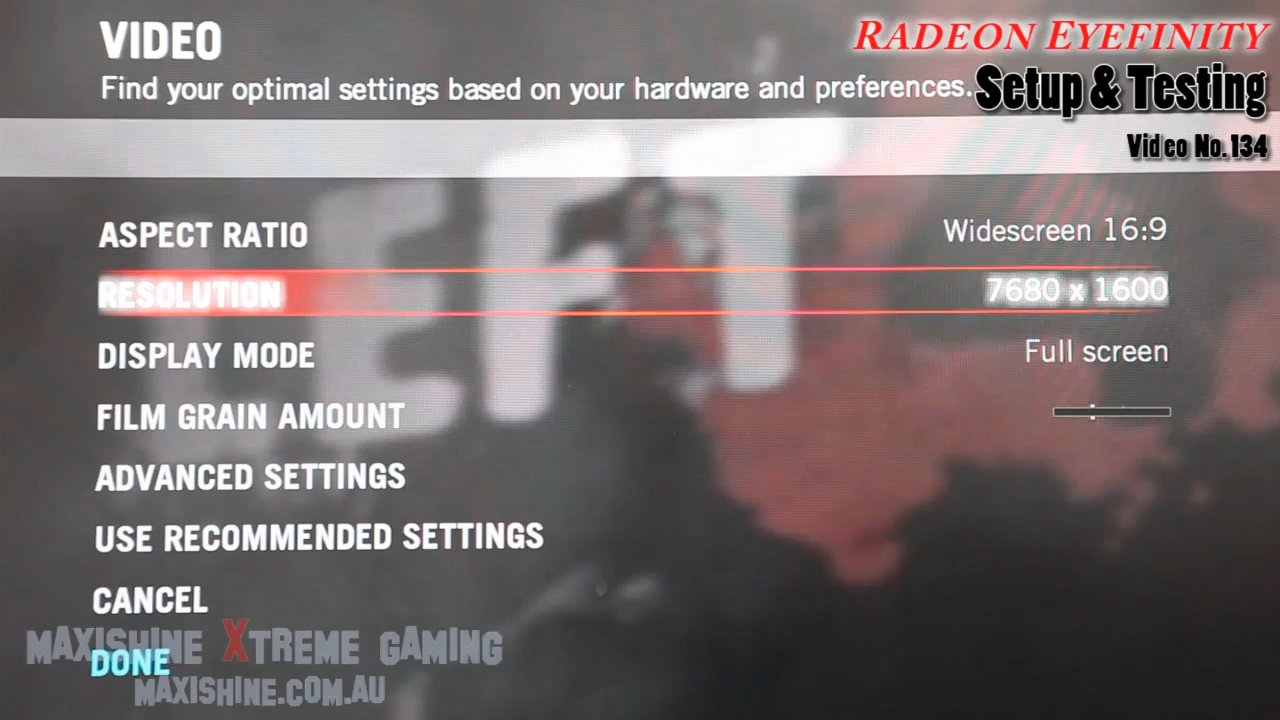 VIDEO
Find your optimal settings based on your hardware and preferences.
RADEON EYEFINITY
Setup & Testing
Video No.134
ASPECT RATIO Widescreen 16:9
RESOLUTION 7680 x 1600
DISPLAY MODE Full screen
FILM GRAIN AMOUNT
ADVANCED SETTINGS
USE RECOMMENDED SETTINGS
CANCEL
MAXISHINE XTREME GAMING
DONE
MAXISHINE.COM.AU
LEFT